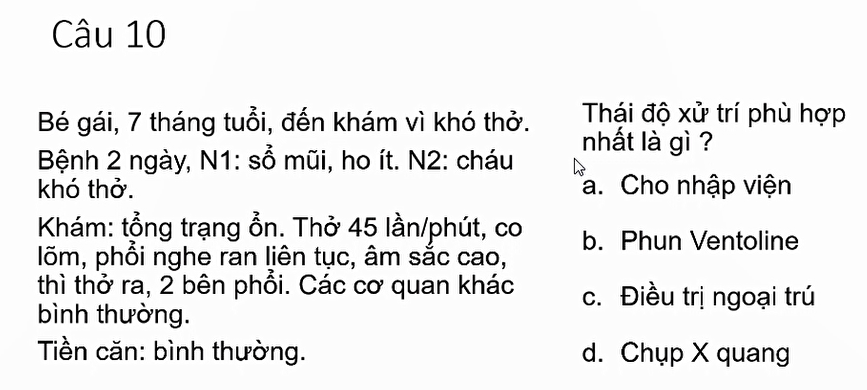 Câu 10
Bé gái, 7 tháng tuổi, đến khám vì khó thở.
Bệnh 2 ngày, N1: sổ mũi, ho ít. N2: cháu
khó thở.
Khám: tổng trạng ổn. Thở 45 lần/phút, co
lõm, phổi nghe ran liên tục, âm sắc cao,
thì thở ra, 2 bên phổi. Các cơ quan khác
bình thường.
Tiền căn: bình thường.
Thái độ xử trí phù hợp
nhất là gì ?
a. Cho nhập viện
b. Phun Ventoline
c. Điều trị ngoại trú
d. Chụp X quang